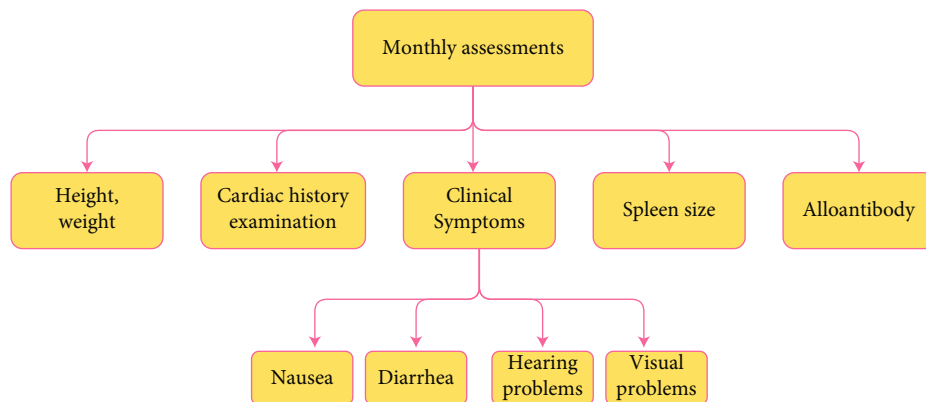 Monthly assessments
Height,
weight
Cardiac history
examination
Clinical
Symptoms
Spleen size
Alloantibody
Nausea
Diarrhea
Hearing
problems
Visual
problems